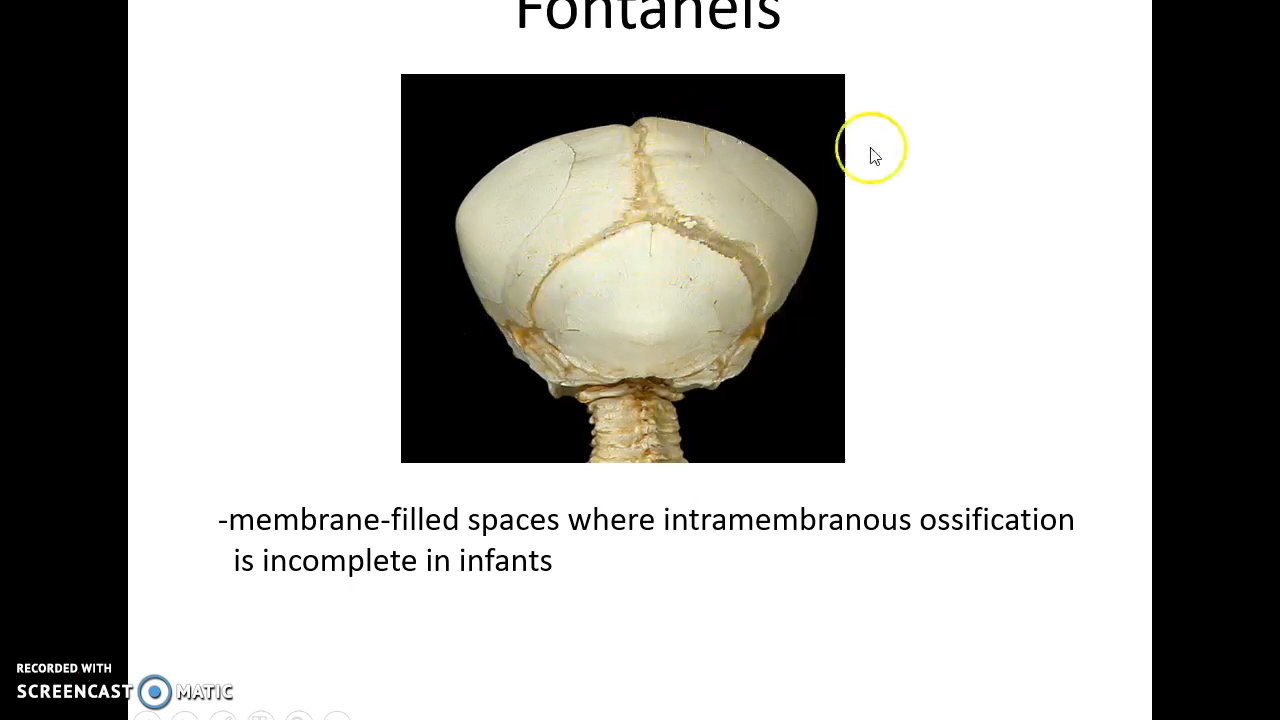 Fontanels
-membrane-filled spaces where intramembranous ossification
is incomplete in infants
RECORDED WITH
SCREENCAST MATIC